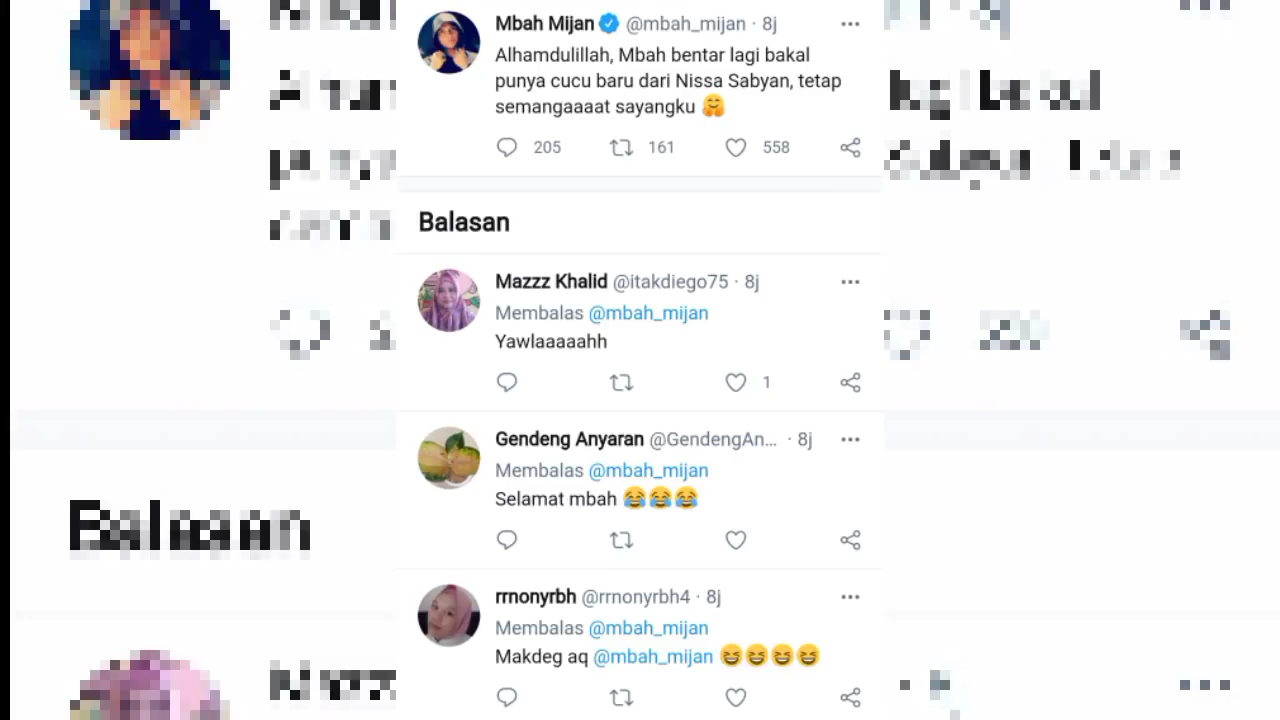 Mbah Mijan @mbah_mijan · 8j
Alhamdulillah, Mbah bentar lagi bakal
punya cucu baru dari Nissa Sabyan, tetap
semangaaaat sayangku 🤗
205 161 558
Balasan
Mazzz Khalid @itakdiego75 · 8j
Membalas @mbah_mijan
Yawlaaaaahh
1
Gendeng Anyaran @GendengAn... · 8j
Membalas @mbah_mijan
Selamat mbah 😂😂😂
rrnonyrbh @rrnonyrbh4 · 8j
Membalas @mbah_mijan
Makdeg aq @mbah_mijan 😆😆😆😆
Balasan